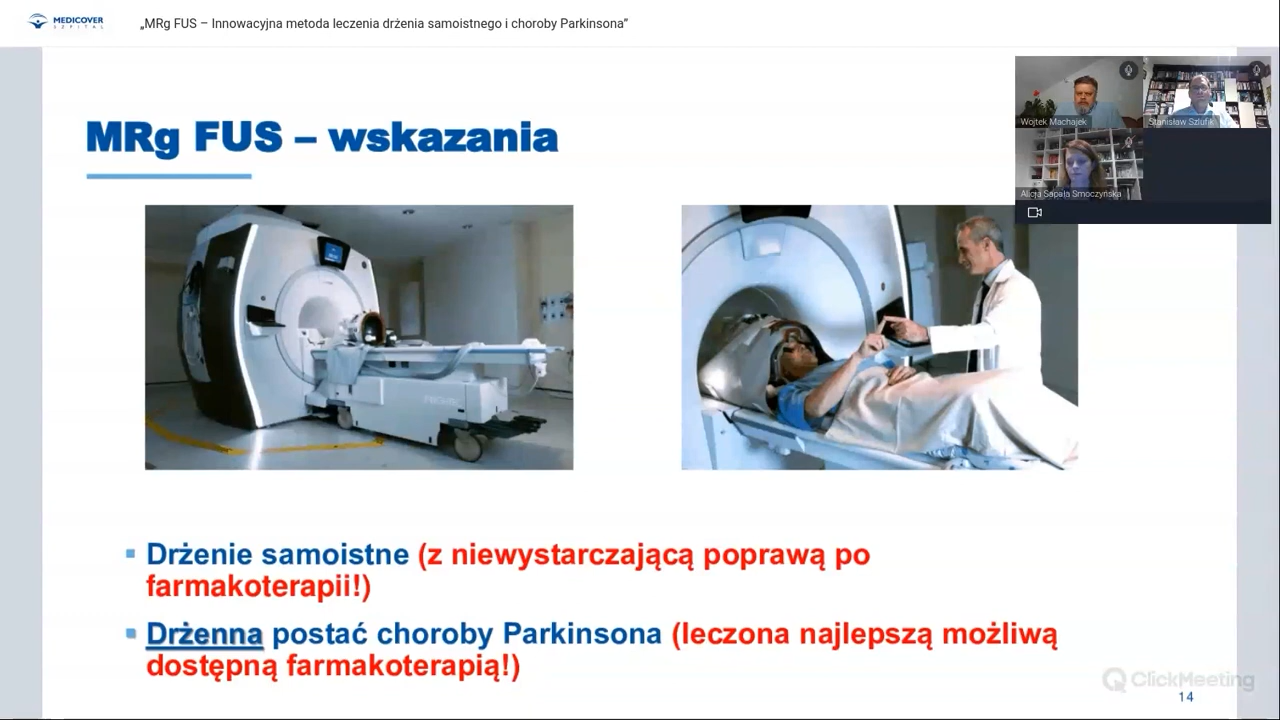 MEDICOVER
SZPITAL
„MRg FUS – Innowacyjna metoda leczenia drżenia samoistnego i choroby Parkinsona”
Wojtek Machajek
Stanisław Szlufik
Alicja Sapała Smoczyńska
MRg FUS – wskazania
Drżenie samoistne (z niewystarczającą poprawą po
farmakoterapii!)
Drżenna postać choroby Parkinsona (leczona najlepszą możliwą
dostępną farmakoterapią!)
ClickMeeting
14